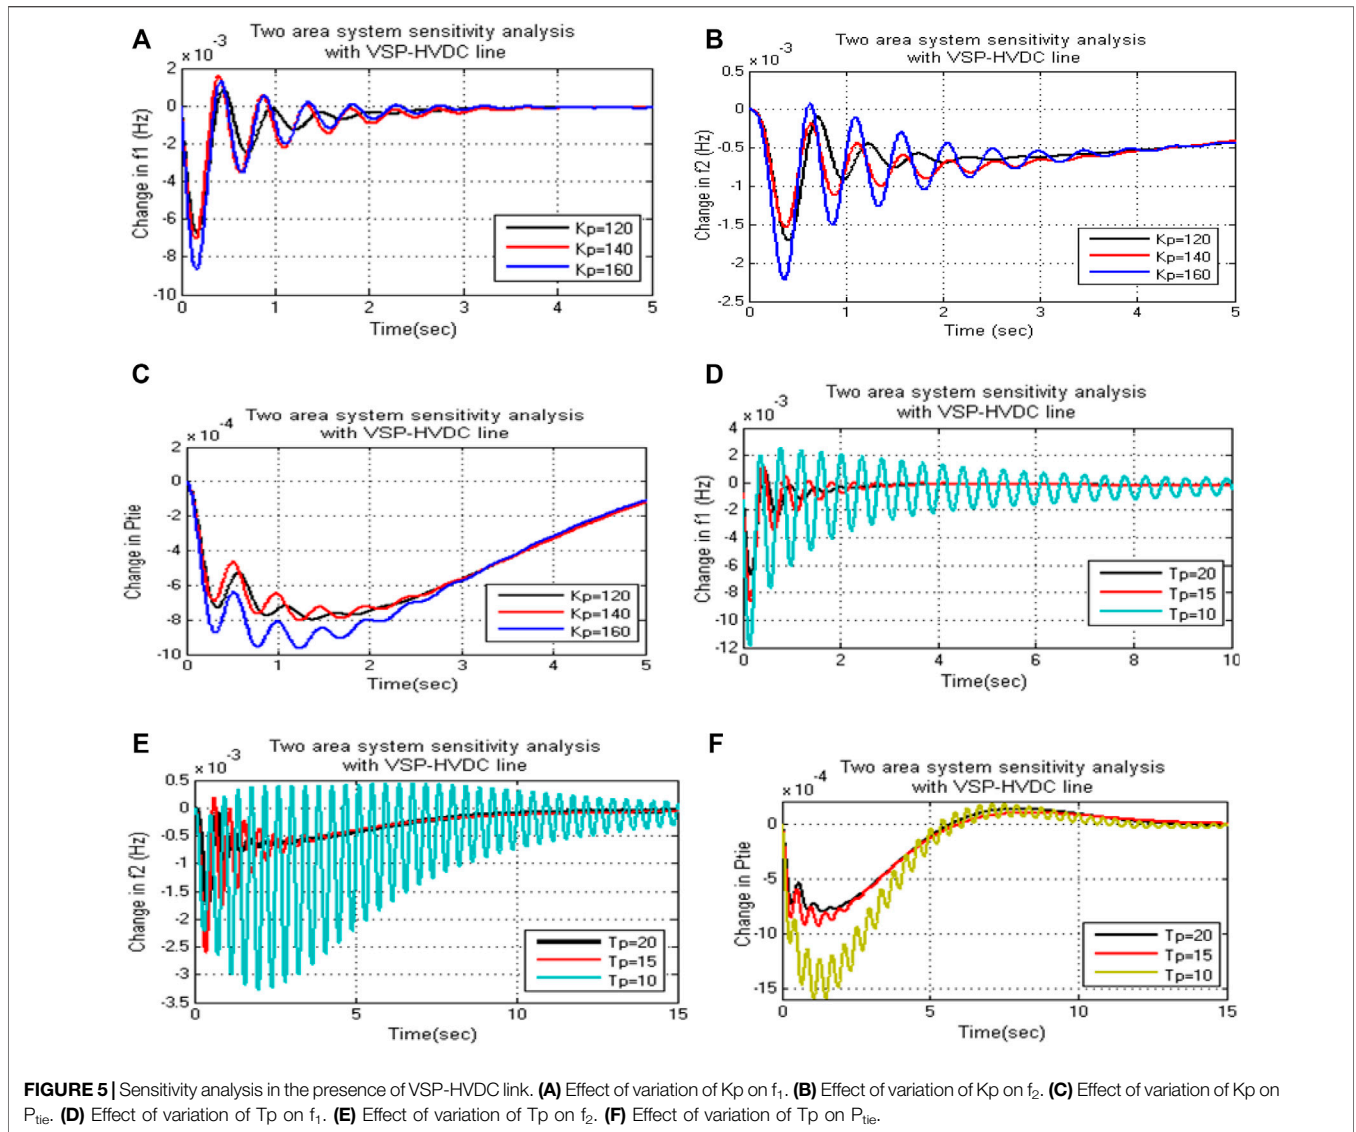 A
Two area system sensitivity analysis
with VSP-HVDC line
× 10 -3
2
0
-2
-4
-6
-8
-10
Change in f1 (Hz)
Kp=120
Kp=140
Kp=160
0 1 2 3 4 5
Time(sec)
B
Two area system sensitivity analysis
with VSP-HVDC line
× 10 -3
0.5
0
-0.5
-1
-1.5
-2
-2.5
Change in f2 (Hz)
Kp=120
Kp=140
Kp=160
0 1 2 3 4 5
Time (sec)
C
Two area system sensitivity analysis
with VSP-HVDC line
× 10 -4
2
0
-2
-4
-6
-8
-10
Change in Ptie
Kp=120
Kp=140
Kp=160
0 1 2 3 4 5
Time(sec)
D
Two area system sensitivity analysis
with VSP-HVDC line
× 10 -3
4
2
0
-2
-4
-6
-8
-10
-12
Change in f1 (Hz)
Tp=20
Tp=15
Tp=10
0 2 4 6 8 10
Time(sec)
E
Two area system sensitivity analysis
with VSP-HVDC line
× 10 -3
0.5
0
-0.5
-1
-1.5
-2
-2.5
-3
-3.5
Change in f2 (Hz)
Tp=20
Tp=15
Tp=10
0 5 10 15
Time(sec)
F
Two area system sensitivity analysis
with VSP-HVDC line
× 10 -4
0
-5
-10
-15
Change in Ptie
Tp=20
Tp=15
Tp=10
0 5 10 15
Time(sec)
FIGURE 5 | Sensitivity analysis in the presence of VSP-HVDC link. (A) Effect of variation of Kp on f1. (B) Effect of variation of Kp on f2. (C) Effect of variation of Kp on
Ptie. (D) Effect of variation of Tp on f1. (E) Effect of variation of Tp on f2. (F) Effect of variation of Tp on Ptie.